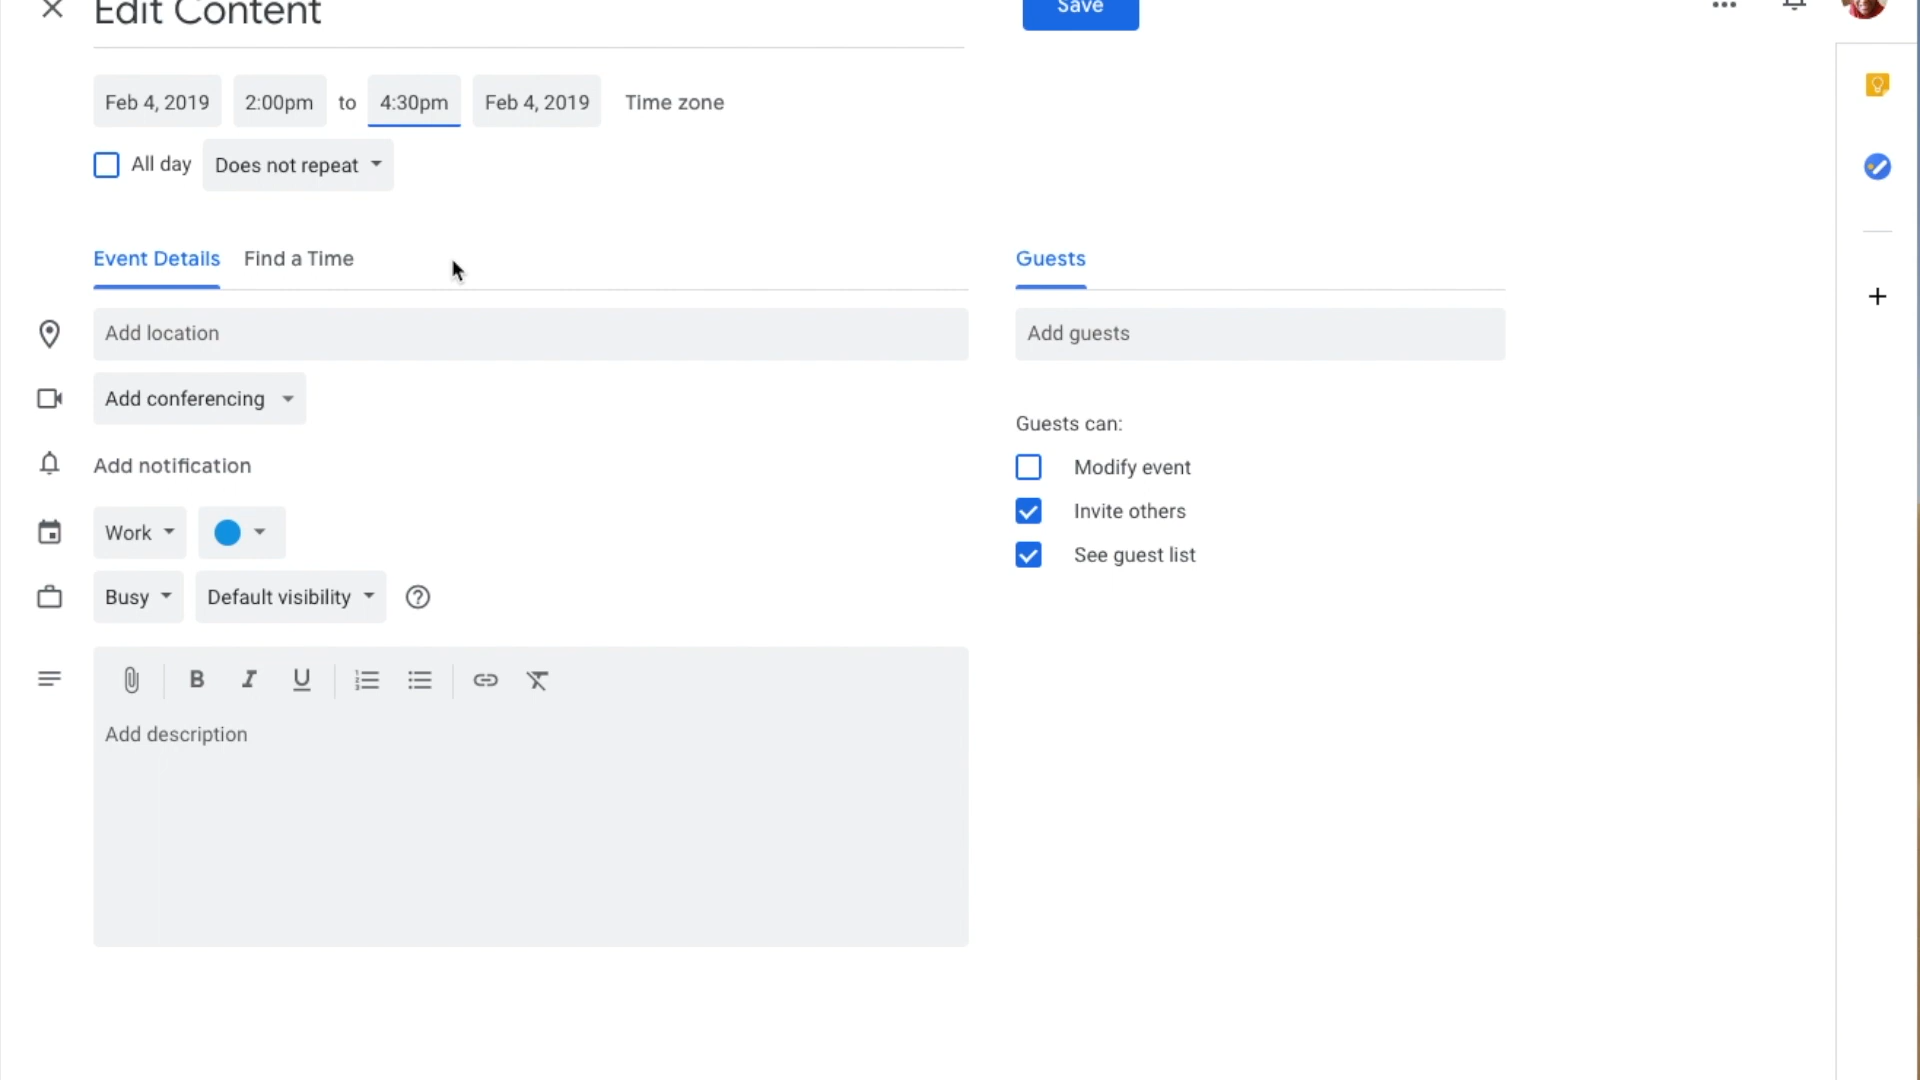 Edit Content
Save
Feb 4, 2019 2:00pm to 4:30pm Feb 4, 2019 Time zone
All day Does not repeat
Event Details Find a Time
Guests
Add location
Add guests
Add conferencing
Guests can:
Add notification
Modify event
Invite others
Work
See guest list
Busy Default visibility
B I U
Add description